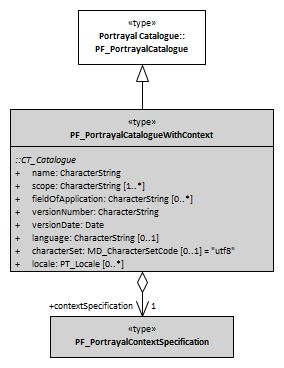 «type»
Portrayal Catalogue::
PF_PortrayalCatalogue
«type»
PF_PortrayalCatalogueWithContext
::CT_Catalogue
+ name: CharacterString
+ scope: CharacterString [1..*]
+ fieldOfApplication: CharacterString [0..*]
+ versionNumber: CharacterString
+ versionDate: Date
+ language: CharacterString [0..1]
+ characterSet: MD_CharacterSetCode [0..1] = "utf8"
+ locale: PT_Locale [0..*]
+contextSpecification 1
«type»
PF_PortrayalContextSpecification